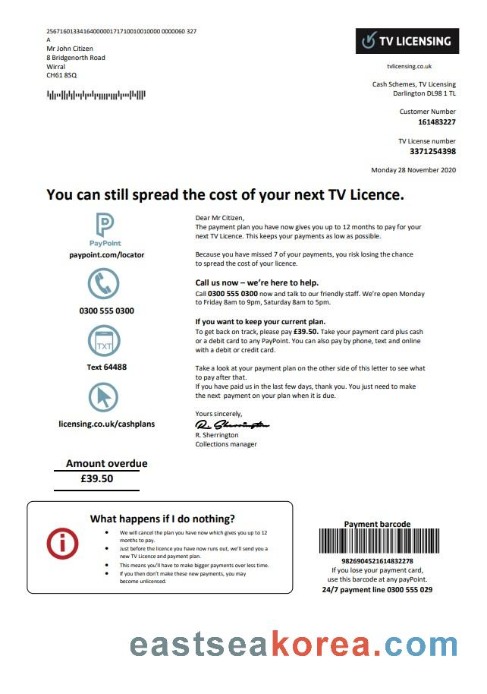 2567160133416400000171710010010000 0000060 327
A
Mr John Citizen
8 Bridgenorth Road
Wirral
CH61 8SQ
TV LICENSING
tvlicensing.co.uk
Cash Schemes, TV Licensing
Darlington DL98 1 TL
Customer Number
161483227
TV License number
3371254398
Monday 28 November 2020
You can still spread the cost of your next TV Licence.
PayPoint
paypoint.com/locator
0300 555 0300
TXT
Text 64488
licensing.co.uk/cashplans
Dear Mr Citizen,
The payment plan you have now gives you up to 12 months to pay for your
next TV Licence. This keeps your payments as low as possible.
Because you have missed 7 of your payments, you risk losing the chance
to spread the cost of your licence.
Call us now – we're here to help.
Call 0300 555 0300 now and talk to our friendly staff. We're open Monday
to Friday 8am to 9pm, Saturday 8am to 5pm.
If you want to keep your current plan.
To get back on track, please pay £39.50. Take your payment card plus cash
or a debit card to any PayPoint. You can also pay by phone, text and online
with a debit or credit card.
Take a look at your payment plan on the other side of this letter to see what
to pay after that.
If you have paid us in the last few days, thank you. You just need to make
the next payment on your plan when it is due.
Yours sincerely,
R. Sherrington
R. Sherrington
Collections manager
Amount overdue
£39.50
What happens if I do nothing?
• We will cancel the plan you have now which gives you up to 12
months to pay.
• Just before the licence you have now runs out, we'll send you a
new TV Licence and payment plan.
• This means you'll have to make bigger payments over less time.
• If you then don't make these new payments, you may
become unlicensed.
Payment barcode
9826904521614832278
If you lose your payment card,
use this barcode at any payPoint.
24/7 payment line 0300 555 029
eastseakorea.com